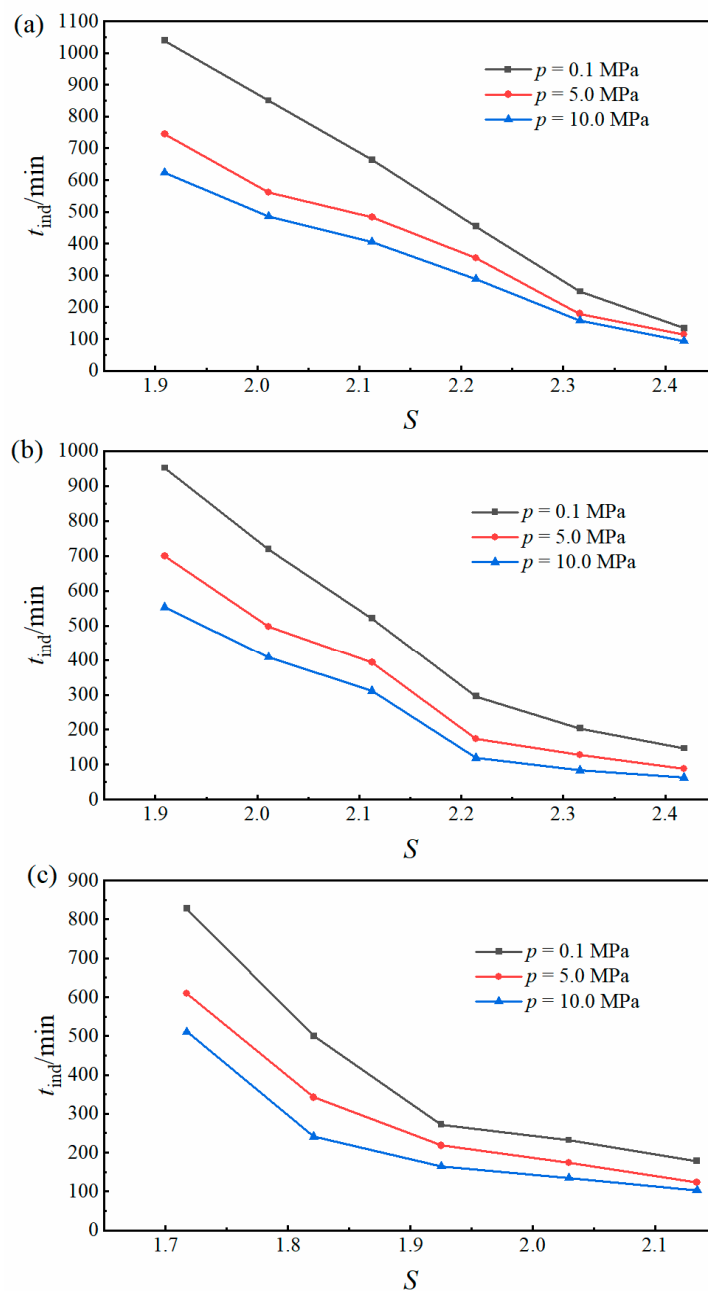 (a)
1100
1000
900
800
700
600
500
400
300
200
100
0
t_ind/min
p = 0.1 MPa
p = 5.0 MPa
p = 10.0 MPa
1.9 2.0 2.1 2.2 2.3 2.4
S
(b)
1000
900
800
700
600
500
400
300
200
100
0
t_ind/min
p = 0.1 MPa
p = 5.0 MPa
p = 10.0 MPa
1.9 2.0 2.1 2.2 2.3 2.4
S
(c)
900
800
700
600
500
400
300
200
100
0
t_ind/min
p = 0.1 MPa
p = 5.0 MPa
p = 10.0 MPa
1.7 1.8 1.9 2.0 2.1
S